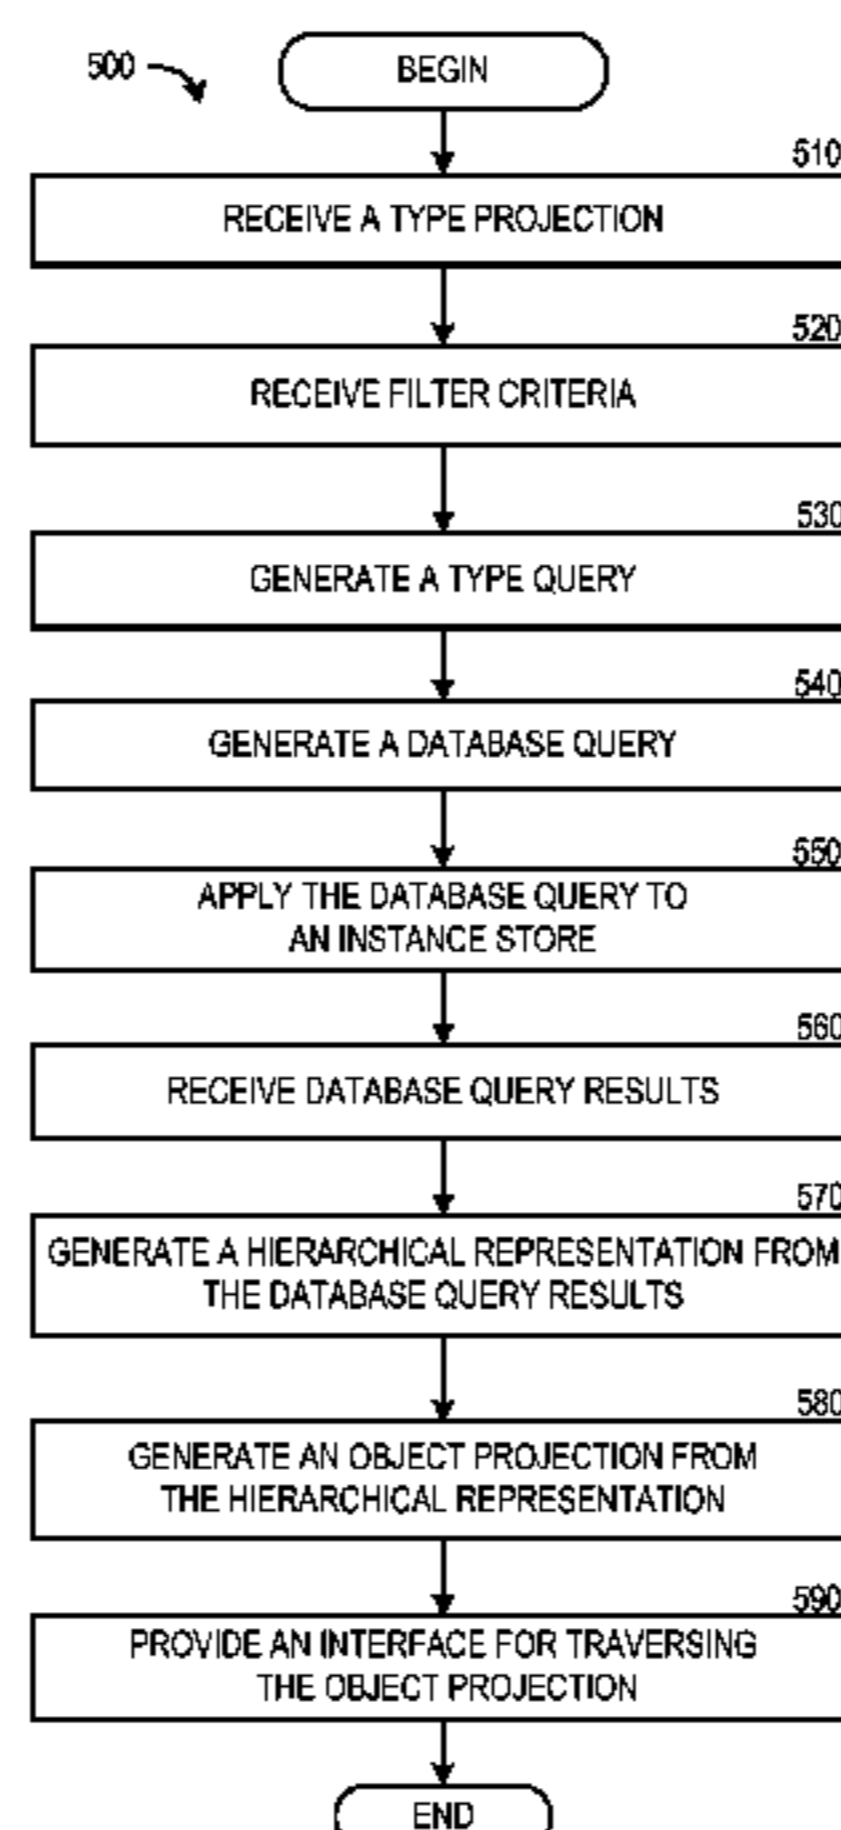 500
BEGIN
510
RECEIVE A TYPE PROJECTION
520
RECEIVE FILTER CRITERIA
530
GENERATE A TYPE QUERY
540
GENERATE A DATABASE QUERY
550
APPLY THE DATABASE QUERY TO
AN INSTANCE STORE
560
RECEIVE DATABASE QUERY RESULTS
570
GENERATE A HIERARCHICAL REPRESENTATION FROM
THE DATABASE QUERY RESULTS
580
GENERATE AN OBJECT PROJECTION FROM
THE HIERARCHICAL REPRESENTATION
590
PROVIDE AN INTERFACE FOR TRAVERSING
THE OBJECT PROJECTION
END